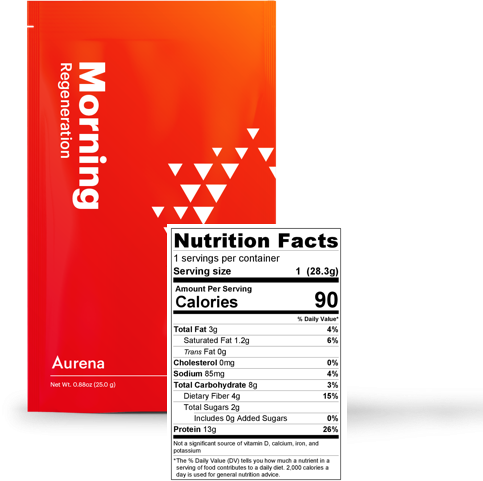 Morning
Regeneration
Aurena
Net Wt. 0.88oz (25.0 g)
Nutrition Facts
1 servings per container
Serving size 1 (28.3g)
Amount Per Serving
Calories 90
% Daily Value*
Total Fat 3g 4%
Saturated Fat 1.2g 6%
Trans Fat 0g
Cholesterol 0mg 0%
Sodium 85mg 4%
Total Carbohydrate 8g 3%
Dietary Fiber 4g 15%
Total Sugars 2g
Includes 0g Added Sugars 0%
Protein 13g 26%
Not a significant source of vitamin D, calcium, iron, and
potassium
*The % Daily Value (DV) tells you how much a nutrient in a
serving of food contributes to a daily diet. 2,000 calories a
day is used for general nutrition advice.